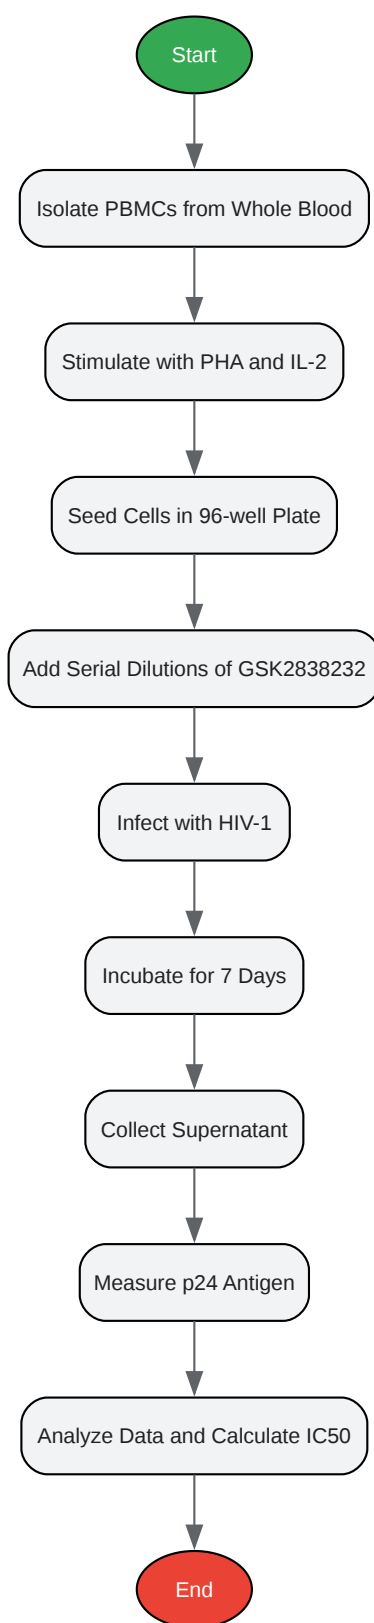 Start
Isolate PBMCs from Whole Blood
Stimulate with PHA and IL-2
Seed Cells in 96-well Plate
Add Serial Dilutions of GSK2838232
Infect with HIV-1
Incubate for 7 Days
Collect Supernatant
Measure p24 Antigen
Analyze Data and Calculate IC50
End